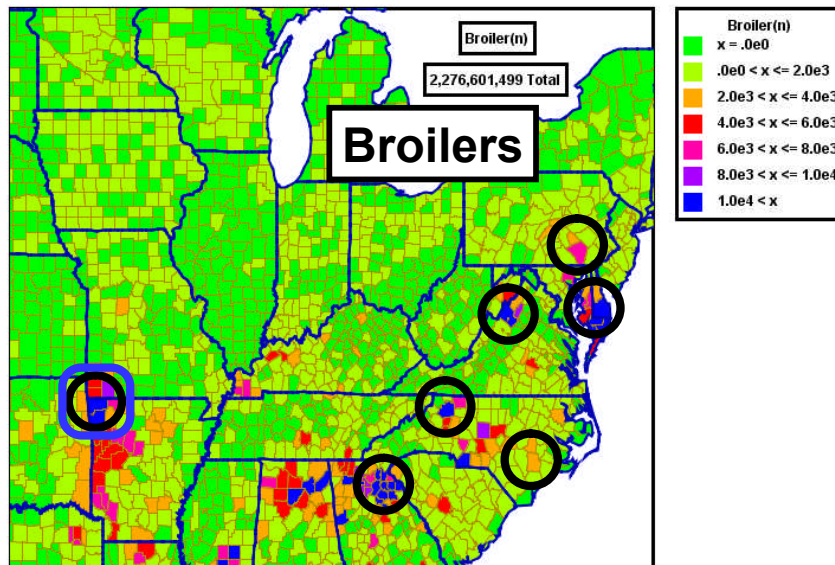 Broiler(n)
2,276,601,499 Total
Broilers
Broiler(n)
x = .0e0
.0e0 < x <= 2.0e3
2.0e3 < x <= 4.0e3
4.0e3 < x <= 6.0e3
6.0e3 < x <= 8.0e3
8.0e3 < x <= 1.0e4
1.0e4 < x